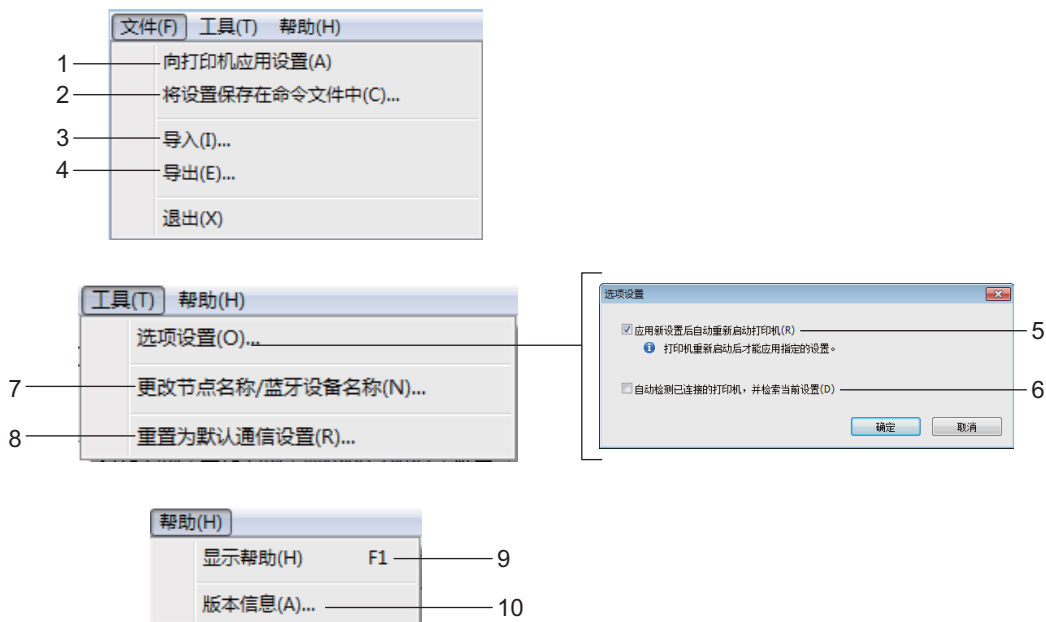 文件(F) 工具(T) 帮助(H)
1 向打印机应用设置(A)
2 将设置保存在命令文件中(C)...
3 导入(I)...
4 导出(E)...
退出(X)
工具(T) 帮助(H)
选项设置(O)...
7 更改节点名称/蓝牙设备名称(N)...
8 重置为默认通信设置(R)...
选项设置
应用新设置后自动重新启动打印机(R) 5
打印机重新启动后才能应用指定的设置。
自动检测已连接的打印机，并检索当前设置(D) 6
确定 取消
帮助(H)
显示帮助(H) F1 9
版本信息(A)... 10